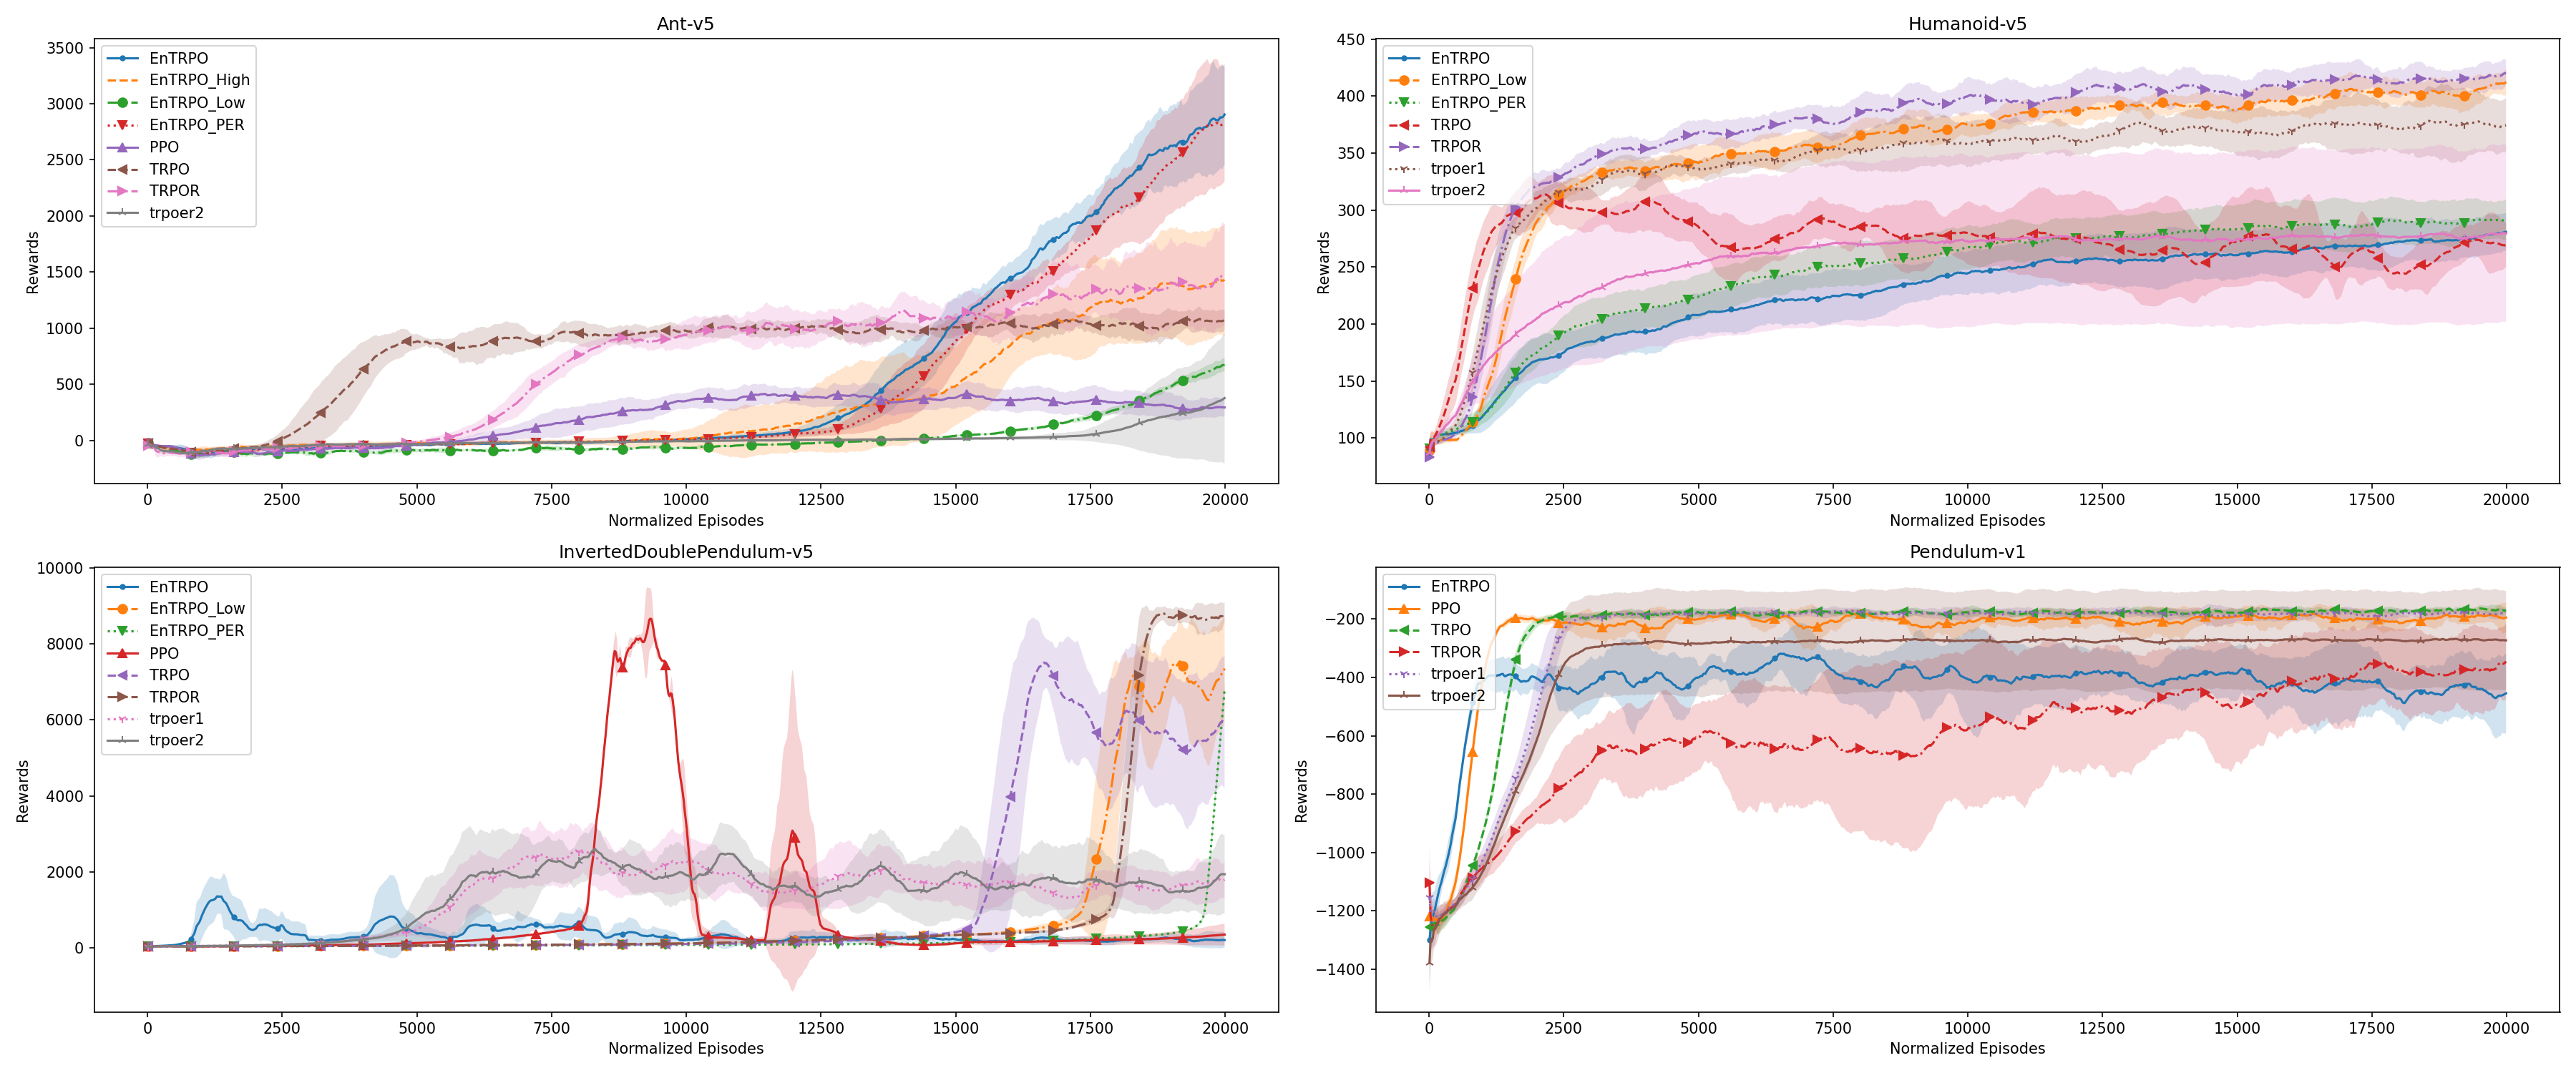 Ant-v5
3500
3000
2500
2000
1500
1000
500
0
Rewards
EnTRPO
EnTRPO_High
EnTRPO_Low
EnTRPO_PER
PPO
TRPO
TRPOR
trpoer2
0 2500 5000 7500 10000 12500 15000 17500 20000
Normalized Episodes
Humanoid-v5
450
400
350
300
250
200
150
100
Rewards
EnTRPO
EnTRPO_Low
EnTRPO_PER
TRPO
TRPOR
trpoer1
trpoer2
0 2500 5000 7500 10000 12500 15000 17500 20000
Normalized Episodes
InvertedDoublePendulum-v5
10000
8000
6000
4000
2000
0
Rewards
EnTRPO
EnTRPO_Low
EnTRPO_PER
PPO
TRPO
TRPOR
trpoer1
trpoer2
0 2500 5000 7500 10000 12500 15000 17500 20000
Normalized Episodes
Pendulum-v1
−200
−400
−600
−800
−1000
−1200
−1400
Rewards
EnTRPO
PPO
TRPO
TRPOR
trpoer1
trpoer2
0 2500 5000 7500 10000 12500 15000 17500 20000
Normalized Episodes